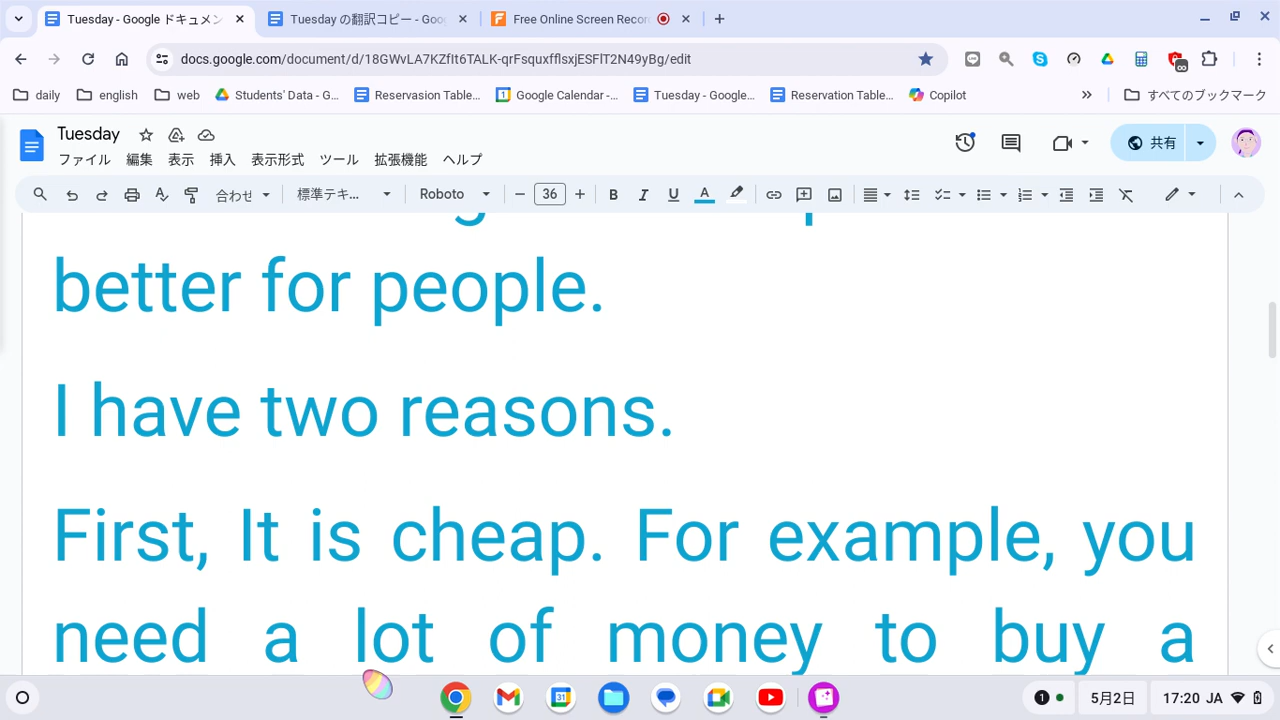 Tuesday - Google ドキュメン
Tuesday の翻訳コピー - Goo
Free Online Screen Recor
docs.google.com/document/d/18GWvLA7KZfIt6TALK-qrFsquxfflsxjESFlT2N49yBg/edit
daily
english
web
Students' Data - G...
Reservasion Table...
Google Calendar -...
Tuesday - Google...
Reservation Table...
Copilot
すべてのブックマーク
Tuesday
共有
ファイル 編集 表示 挿入 表示形式 ツール 拡張機能 ヘルプ
合わせ 標準テキ... Roboto 36
better for people.
I have two reasons.
First, It is cheap. For example, you
need a lot of money to buy a
1 5月2日 17:20 JA